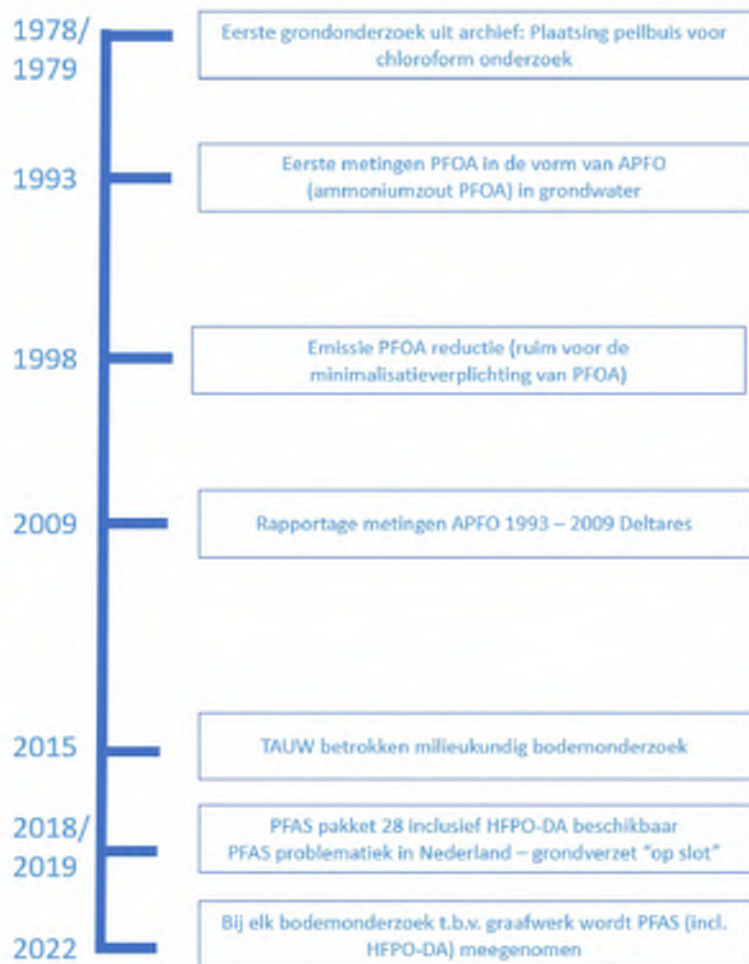 1978/
1979
Eerste grondonderzoek uit archief: Plaatsing peilbuis voor
chloroform onderzoek
1993
Eerste metingen PFOA in de vorm van APFO
(ammoniumzout PFOA) in grondwater
1998
Emissie PFOA reductie (ruim voor de
minimalisatieverplichting van PFOA)
2009
Rapportage metingen APFO 1993 – 2009 Deltares
2015
TAUW betrokken milieukundig bodemonderzoek
2018/
2019
PFAS pakket 28 inclusief HFPO-DA beschikbaar
PFAS problematiek in Nederland – grondverzet "op slot"
2022
Bij elk bodemonderzoek t.b.v. graafwerk wordt PFAS (incl.
HFPO-DA) meegenomen